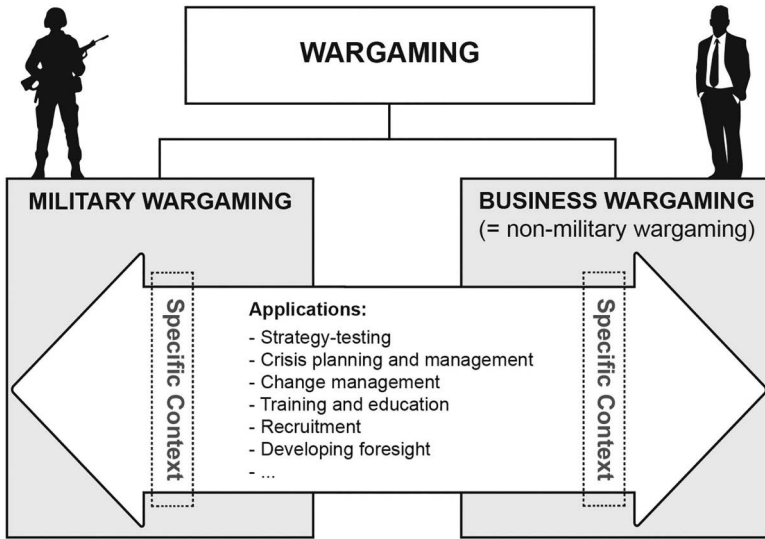 WARGAMING
MILITARY WARGAMING
BUSINESS WARGAMING
(= non-military wargaming)
Specific Context
Applications:
- Strategy-testing
- Crisis planning and management
- Change management
- Training and education
- Recruitment
- Developing foresight
- ...
Specific Context